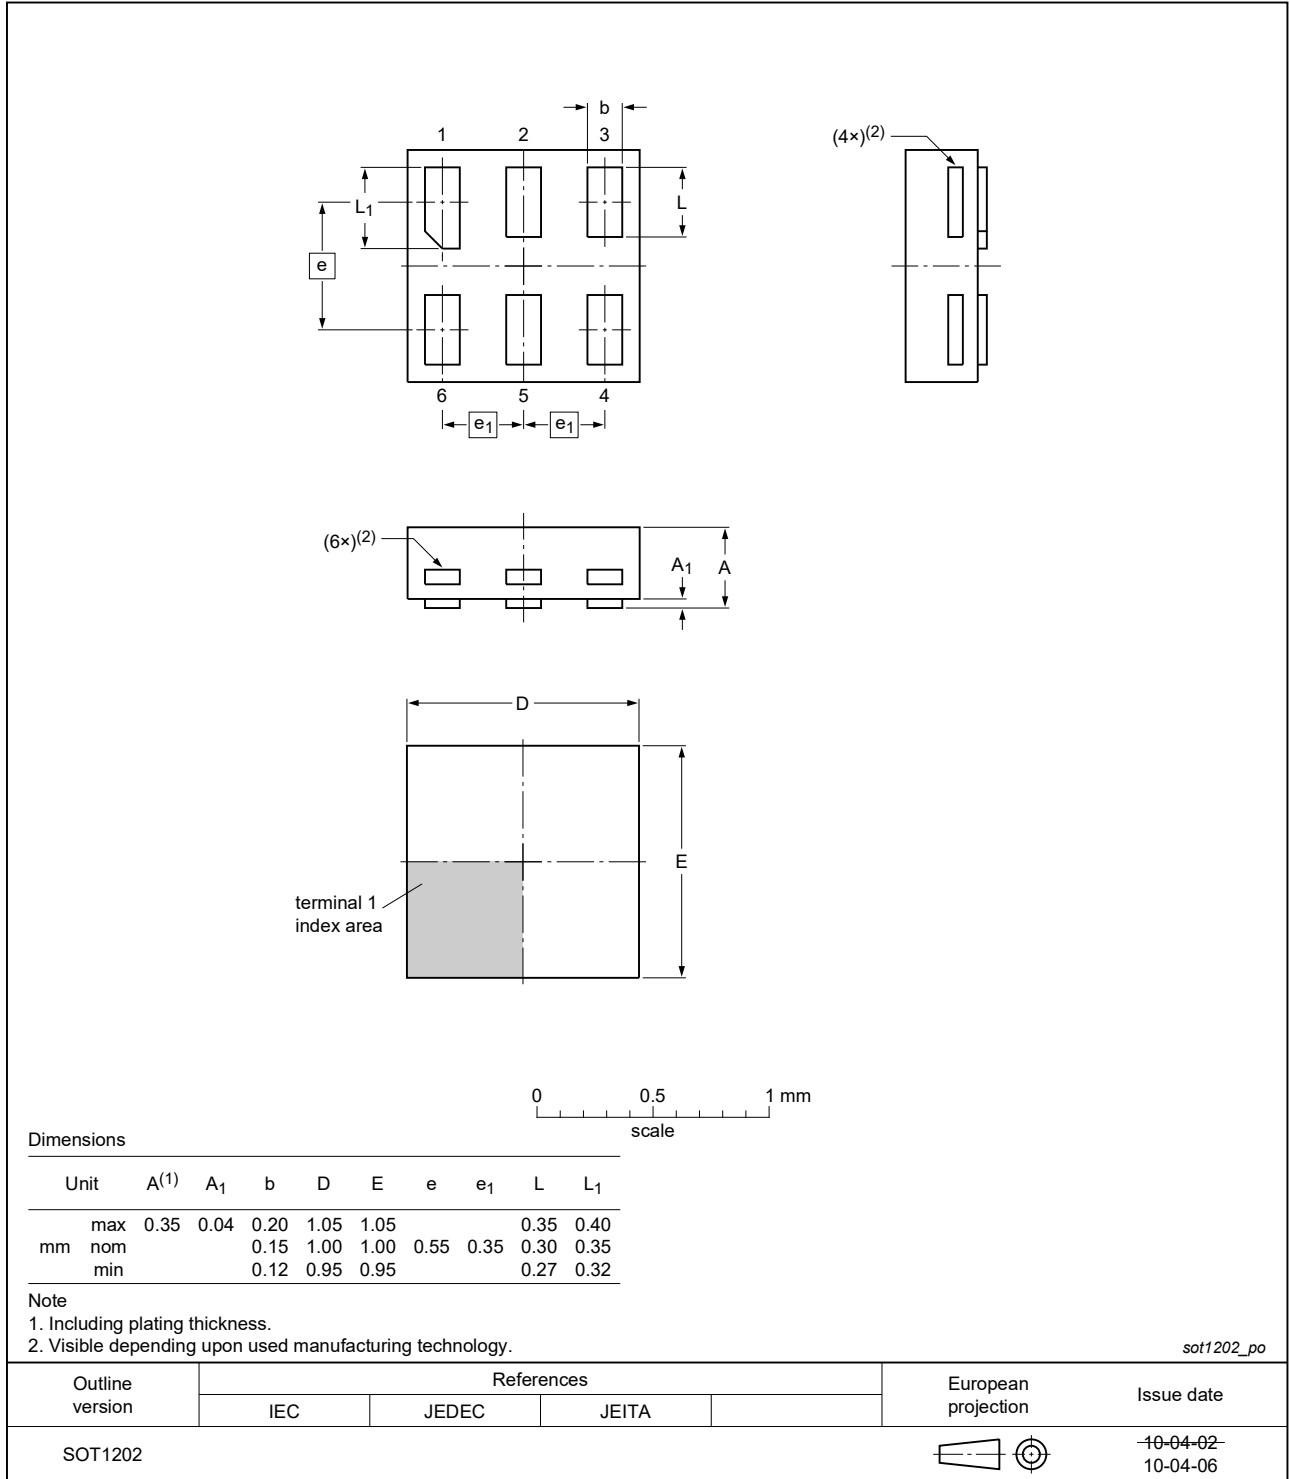 b
1 2 3
(4×)(2)
L1
L
e
6 5 4
e1 e1
(6×)(2)
A1 A
D
E
terminal 1
index area
0 0.5 1 mm
scale
Dimensions
Unit A(1) A1 b D E e e1 L L1
max 0.35 0.04 0.20 1.05 1.05 0.35 0.40
mm nom 0.15 1.00 1.00 0.55 0.35 0.30 0.35
min 0.12 0.95 0.95 0.27 0.32
Note
1. Including plating thickness.
2. Visible depending upon used manufacturing technology.
sot1202_po
Outline version
References
IEC JEDEC JEITA
European projection
Issue date
SOT1202
10-04-02
10-04-06